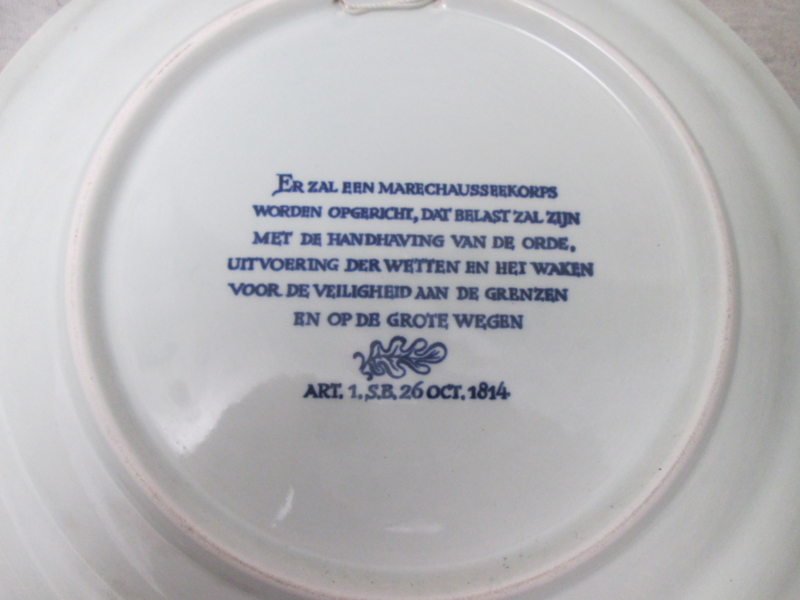 ER ZAL EEN MARECHAUSSEEKORPS
WORDEN OPGERICHT, DAT BELAST ZAL ZIJN
MET DE HANDHAVING VAN DE ORDE,
UITVOERING DER WETTEN EN HET WAKEN
VOOR DE VEILIGHEID AAN DE GRENZEN
EN OP DE GROTE WEGEN
ART. 1, S.B. 26 OCT. 1814